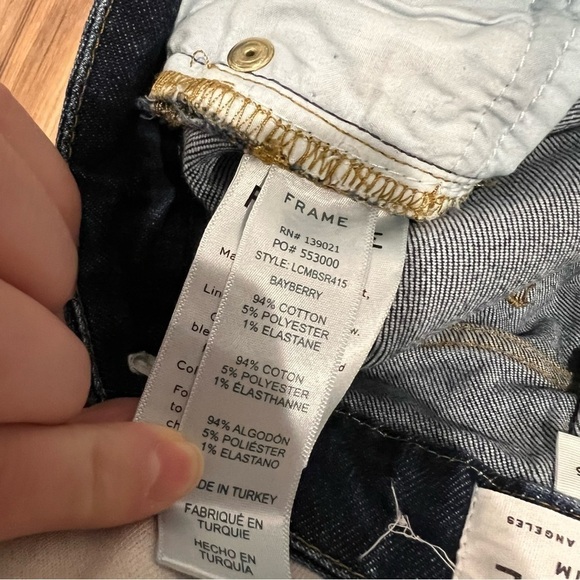 FRAME
RN# 139021
PO# 553000
STYLE: LCMBSR415
BAYBERRY
94% COTTON
5% POLYESTER
1% ELASTANE
94% COTON
5% POLYESTER
1% ÉLASTHANNE
94% ALGODÓN
5% POLIÉSTER
1% ELASTANO
IN TURKEY
FABRIQUÉ EN
TURQUIE
HECHO EN
TURQUÍA
ANGELES